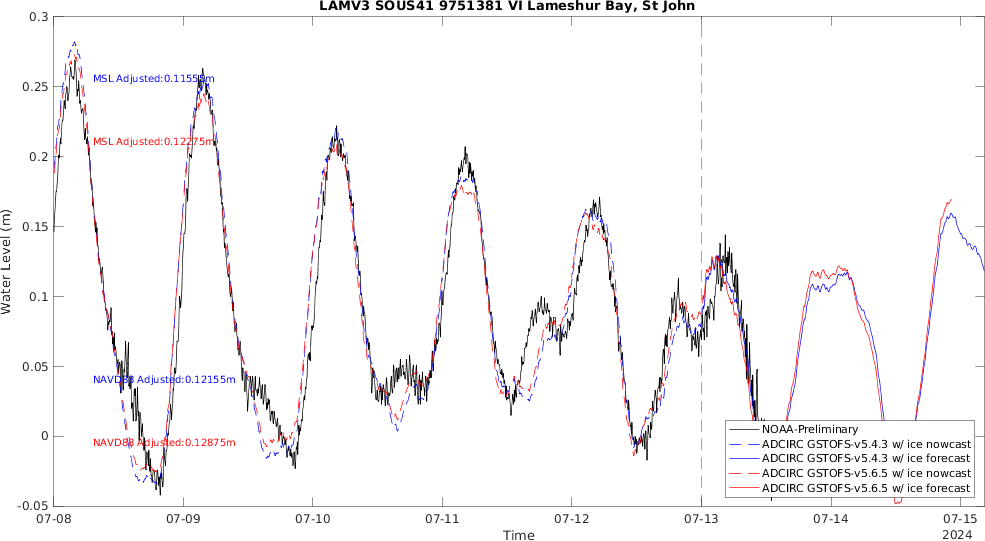 LAMV3 SOUS41 9751381 VI Lameshur Bay, St John
0.3
0.25
0.2
0.15
0.1
0.05
0
-0.05
Water Level (m)
MSL Adjusted:0.11555m
MSL Adjusted:0.12275m
NAVD88 Adjusted:0.12155m
NAVD88 Adjusted:0.12875m
NOAA-Preliminary
ADCIRC GSTOFS-v5.4.3 w/ ice nowcast
ADCIRC GSTOFS-v5.4.3 w/ ice forecast
ADCIRC GSTOFS-v5.6.5 w/ ice nowcast
ADCIRC GSTOFS-v5.6.5 w/ ice forecast
07-08 07-09 07-10 07-11 07-12 07-13 07-14 07-15
Time
2024